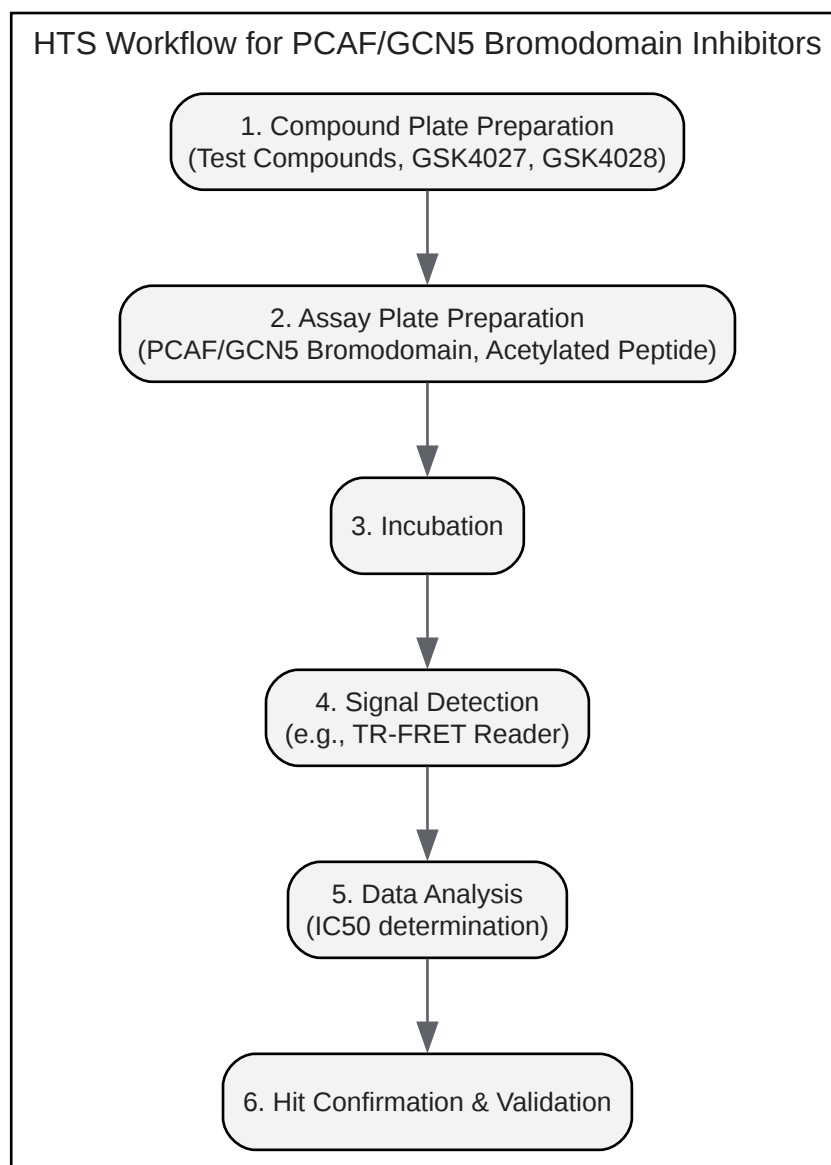 HTS Workflow for PCAF/GCN5 Bromodomain Inhibitors
1. Compound Plate Preparation
(Test Compounds, GSK4027, GSK4028)
2. Assay Plate Preparation
(PCAF/GCN5 Bromodomain, Acetylated Peptide)
3. Incubation
4. Signal Detection
(e.g., TR-FRET Reader)
5. Data Analysis
(IC50 determination)
6. Hit Confirmation & Validation